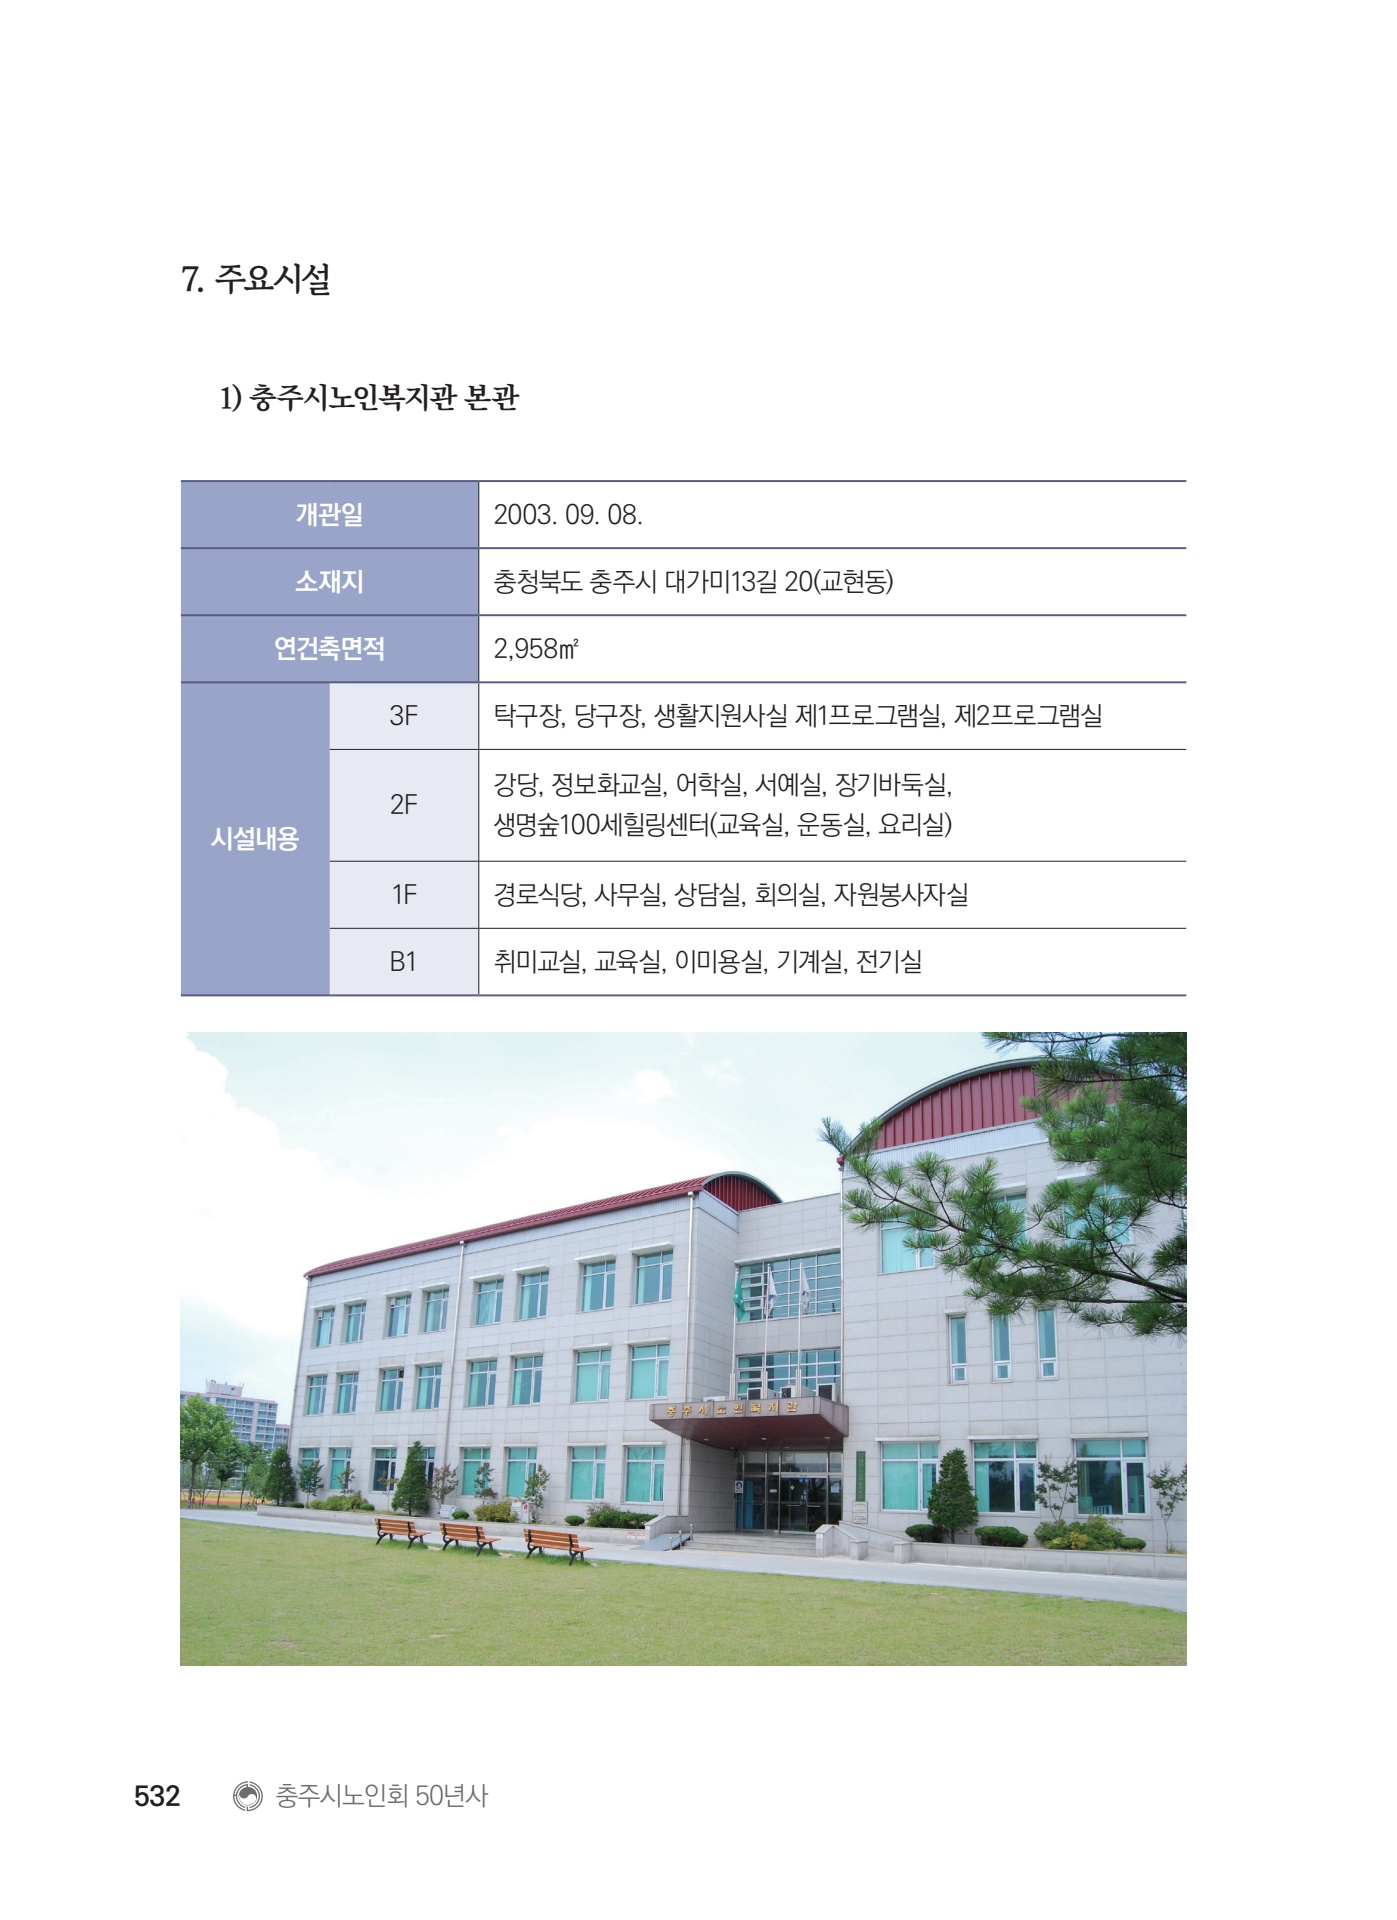 7. 주요시설
1) 충주시노인복지관 본관
개관일 2003. 09. 08.
소재지 충청북도 충주시 대가미13길 20(교현동)
연건축면적 2,958㎡
시설내용
3F 탁구장, 당구장, 생활지원사실 제1프로그램실, 제2프로그램실
2F 강당, 정보화교실, 어학실, 서예실, 장기바둑실,
생명숲100세힐링센터(교육실, 운동실, 요리실)
1F 경로식당, 사무실, 상담실, 회의실, 자원봉사자실
B1 취미교실, 교육실, 이미용실, 기계실, 전기실
충주시노인복지관
532 충주시노인회 50년사